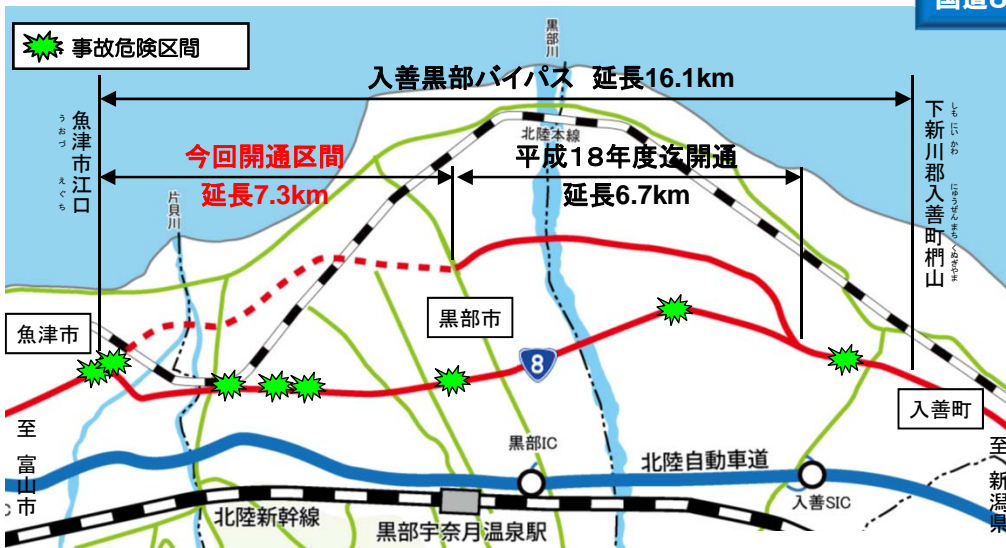 国道8
事故危険区間
黒部川
入善黒部バイパス 延長16.1km
魚津市江口
うおづ えぐち
今回開通区間
延長7.3km
北陸本線
平成18年度迄開通
延長6.7km
下新川郡入善町椚山
しもにいかわ にゅうぜんまちくぬぎやま
片貝川
魚津市
黒部市
8
入善町
至 富山市
黒部IC
北陸自動車道
入善SIC
至 新潟県
北陸新幹線
黒部宇奈月温泉駅